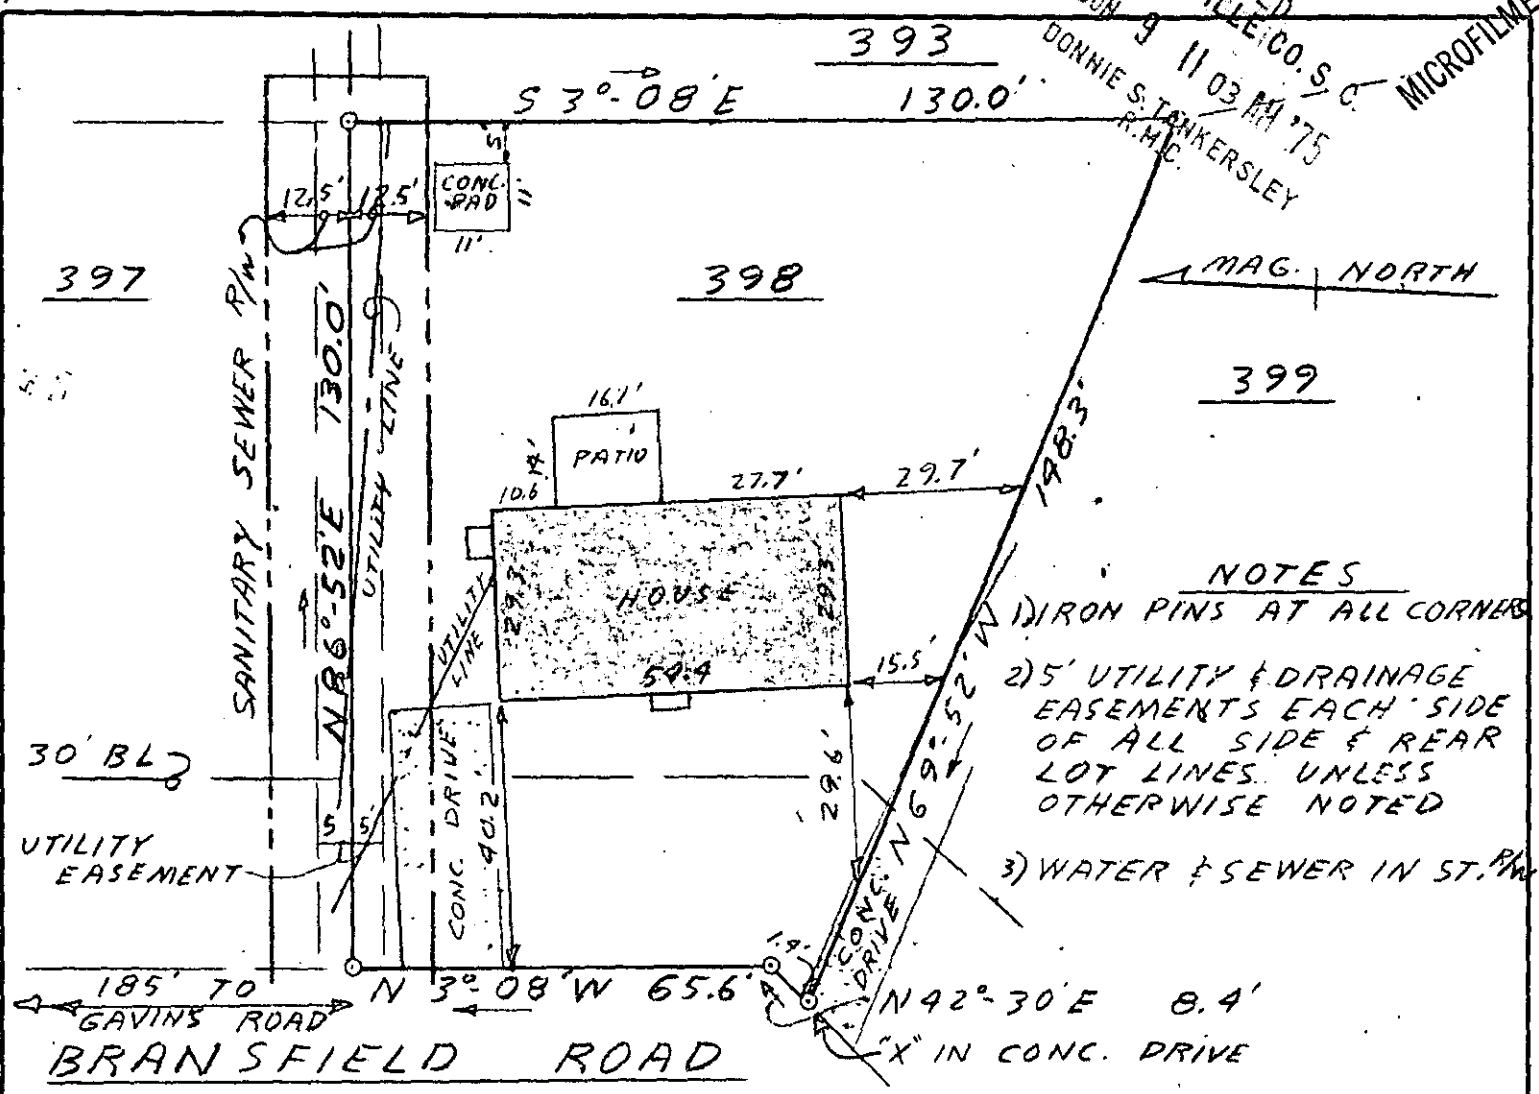 393
LLE CO. S. C.
9 11 03 AM '75
DONNIE S. TANKERSLEY
R.M.C.
S 3°-08'E 130.0'
5'
12.5' 12.5'
CONC.
PAD
11
11'
397
398
MAG. NORTH
SANITARY SEWER R/W
N 86°-52'E 130.0'
UTILITY LINE
399
198.3'
16.1'
14'
PATIO
10.6
27.7'
29.7'
29.3
HOUSE
29.3
UTILITY
LINE
54.4
15.5'
N 69°-52' W
NOTES
1) IRON PINS AT ALL CORNERS
2) 5' UTILITY & DRAINAGE
EASEMENTS EACH SIDE
OF ALL SIDE & REAR
LOT LINES UNLESS
OTHERWISE NOTED
3) WATER & SEWER IN ST. R/W
30' BL
29.6'
CONC. DRIVE
40.2'
5 5'
UTILITY
EASEMENT
CONC.
DRIVE
185' TO
GAVINS ROAD
N 3°-08'W 65.6'
N 42°-30'E 8.4'
"X" IN CONC. DRIVE
BRANSFIELD ROAD